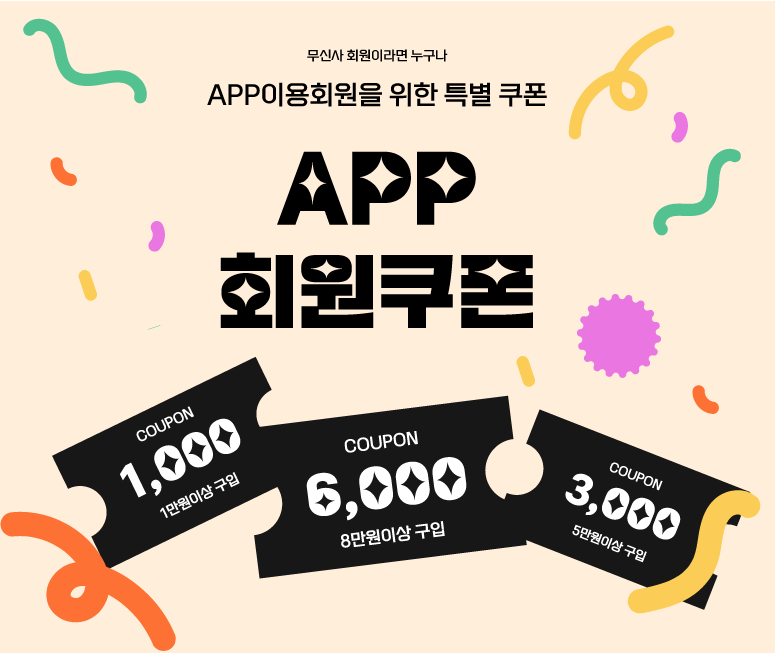 무신사 회원이라면 누구나
APP이용회원을 위한 특별 쿠폰
APP
회원쿠폰
COUPON
1,000
1만원이상 구입
COUPON
6,000
8만원이상 구입
COUPON
3,000
5만원이상 구입